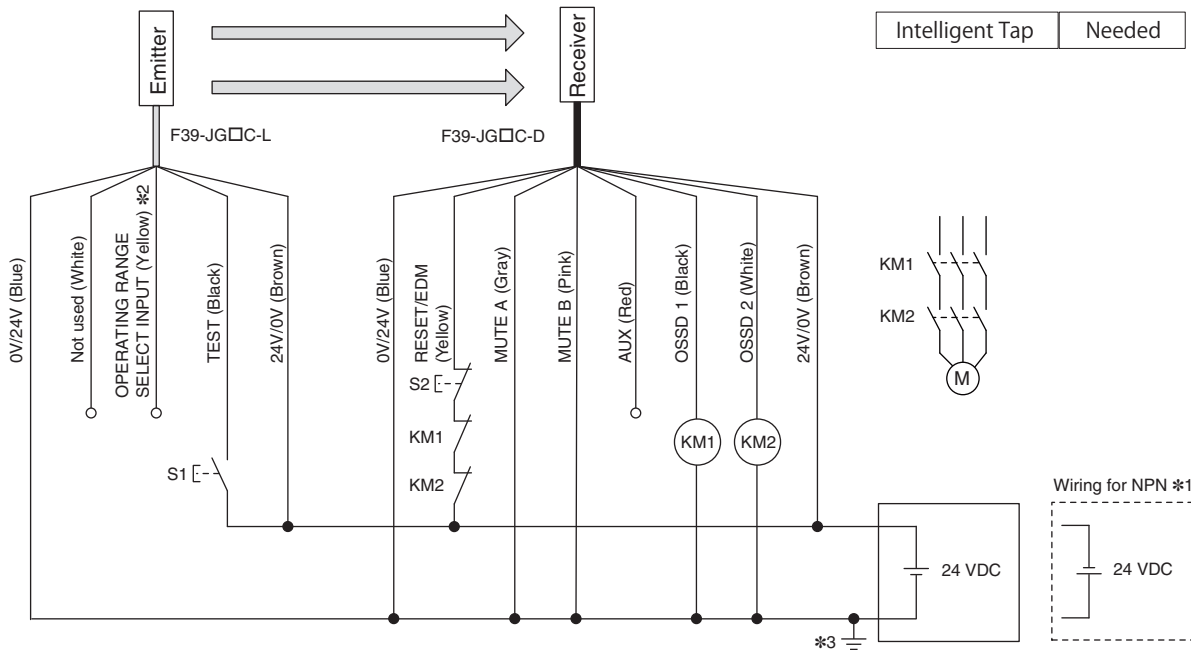 Intelligent Tap Needed
Emitter
Receiver
F39-JG□C-L
F39-JG□C-D
0V/24V (Blue)
Not used (White)
OPERATING RANGE
SELECT INPUT (Yellow) *2
TEST (Black)
24V/0V (Brown)
0V/24V (Blue)
RESET/EDM
(Yellow)
MUTE A (Gray)
MUTE B (Pink)
AUX (Red)
OSSD 1 (Black)
OSSD 2 (White)
24V/0V (Brown)
KM1
KM2
M
S2
KM1
KM2
KM1
KM2
S1
Wiring for NPN *1
24 VDC
24 VDC
*3